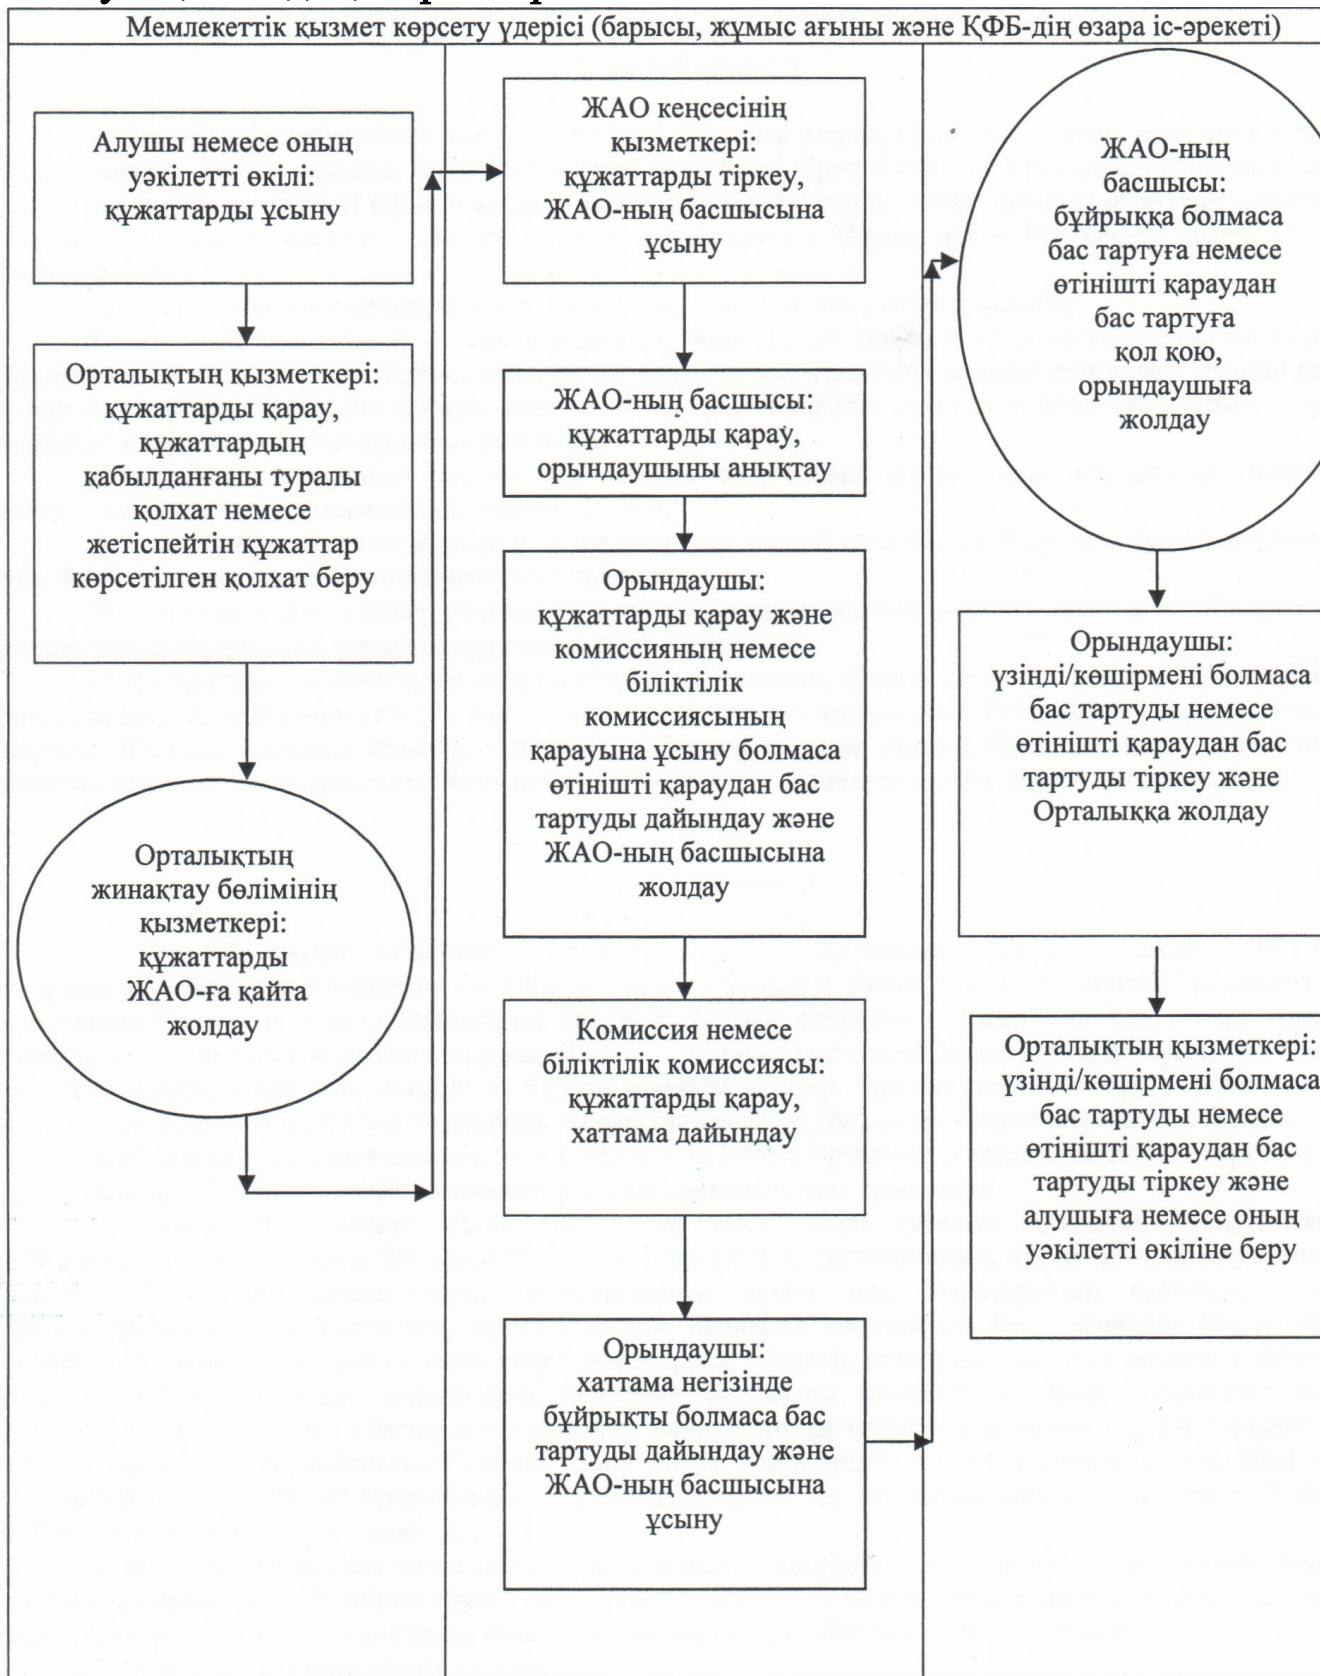 Мемлекеттік қызмет көрсету үдерісі (барысы, жұмыс ағыны және ҚФБ-дің өзара іс-әрекеті)
Алушы немесе оның
уәкілетті өкілі:
құжаттарды ұсыну
Орталықтың қызметкері:
құжаттарды қарау,
құжаттардың
қабылданғаны туралы
қолхат немесе
жетіспейтін құжаттар
көрсетілген қолхат беру
Орталықтың
жинақтау бөлімінің
қызметкері:
құжаттарды
ЖАО-ға қайта
жолдау
ЖАО кеңсесінің
қызметкері:
құжаттарды тіркеу,
ЖАО-ның басшысына
ұсыну
ЖАО-ның басшысы:
құжаттарды қарау,
орындаушыны анықтау
Орындаушы:
құжаттарды қарау және
комиссияның немесе
біліктілік
комиссиясының
қарауына ұсыну болмаса
өтінішті қараудан бас
тартуды дайындау және
ЖАО-ның басшысына
жолдау
Комиссия немесе
біліктілік комиссиясы:
құжаттарды қарау,
хаттама дайындау
Орындаушы:
хаттама негізінде
бұйрықты болмаса бас
тартуды дайындау және
ЖАО-ның басшысына
ұсыну
ЖАО-ның
басшысы:
бұйрыққа болмаса
бас тартуға немесе
өтінішті қараудан
бас тартуға
қол қою,
орындаушыға
жолдау
Орындаушы:
үзінді/көшірмені болмаса
бас тартуды немесе
өтінішті қараудан бас
тартуды тіркеу және
Орталыққа жолдау
Орталықтың қызметкері:
үзінді/көшірмені болмаса
бас тартуды немесе
өтінішті қараудан бас
тартуды тіркеу және
алушыға немесе оның
уәкілетті өкіліне беру